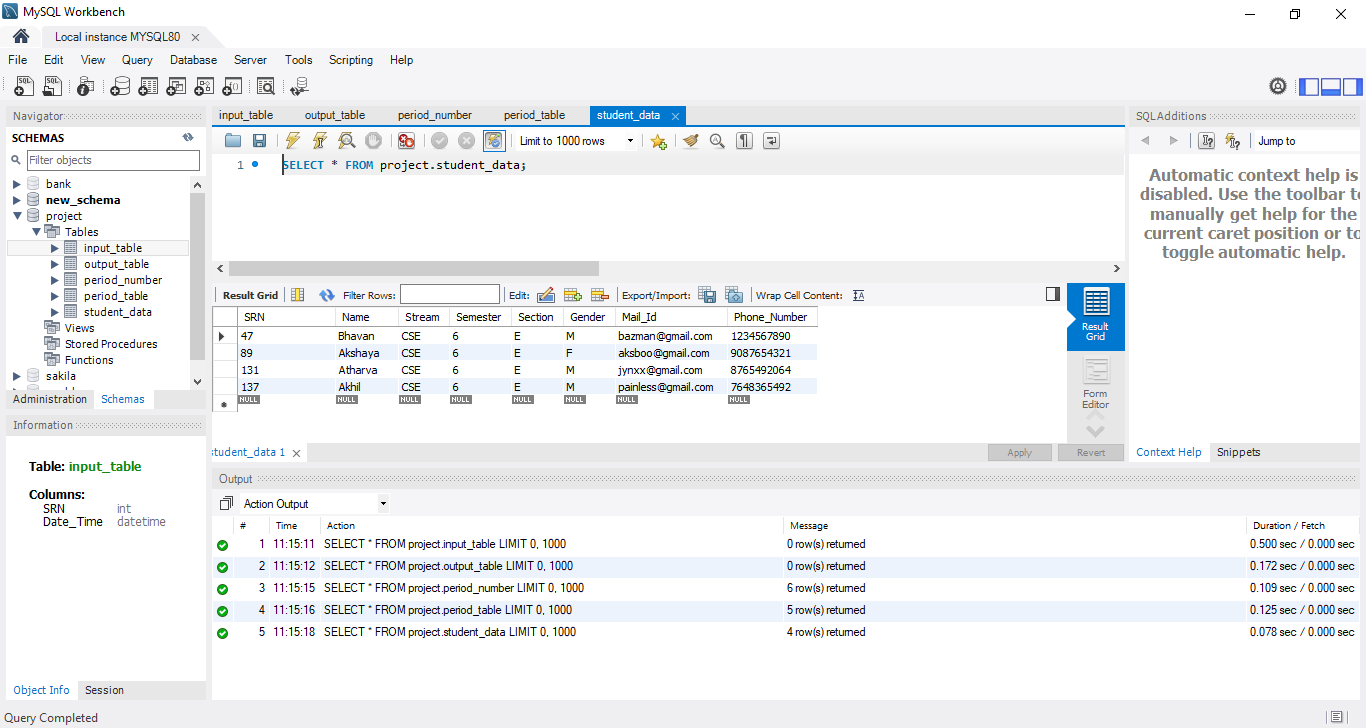 MySQL Workbench
Local instance MYSQL80
File Edit View Query Database Server Tools Scripting Help
Navigator
SCHEMAS
Filter objects
bank
new_schema
project
Tables
input_table
output_table
period_number
period_table
student_data
Views
Stored Procedures
Functions
sakila
Administration Schemas
Information
Table: input_table
Columns:
SRN int
Date_Time datetime
Object Info Session
input_table output_table period_number period_table student_data
Limit to 1000 rows
1 SELECT * FROM project.student_data;
Result Grid Filter Rows: Edit: Export/Import: Wrap Cell Content:
SRN Name Stream Semester Section Gender Mail_Id Phone_Number
47 Bhavan CSE 6 E M bazman@gmail.com 1234567890
89 Akshaya CSE 6 E F aksboo@gmail.com 9087654321
131 Atharva CSE 6 E M jynxx@gmail.com 8765492064
137 Akhil CSE 6 E M painless@gmail.com 7648365492
NULL NULL NULL NULL NULL NULL NULL NULL
Result
Grid
Form
Editor
student_data 1
Apply Revert
SQLAdditions
Jump to
Automatic context help is
disabled. Use the toolbar to
manually get help for the
current caret position or to
toggle automatic help.
Context Help Snippets
Output
Action Output
# Time Action Message Duration / Fetch
1 11:15:11 SELECT * FROM project.input_table LIMIT 0, 1000 0 row(s) returned 0.500 sec / 0.000 sec
2 11:15:12 SELECT * FROM project.output_table LIMIT 0, 1000 0 row(s) returned 0.172 sec / 0.000 sec
3 11:15:15 SELECT * FROM project.period_number LIMIT 0, 1000 6 row(s) returned 0.109 sec / 0.000 sec
4 11:15:16 SELECT * FROM project.period_table LIMIT 0, 1000 5 row(s) returned 0.125 sec / 0.000 sec
5 11:15:18 SELECT * FROM project.student_data LIMIT 0, 1000 4 row(s) returned 0.078 sec / 0.000 sec
Query Completed